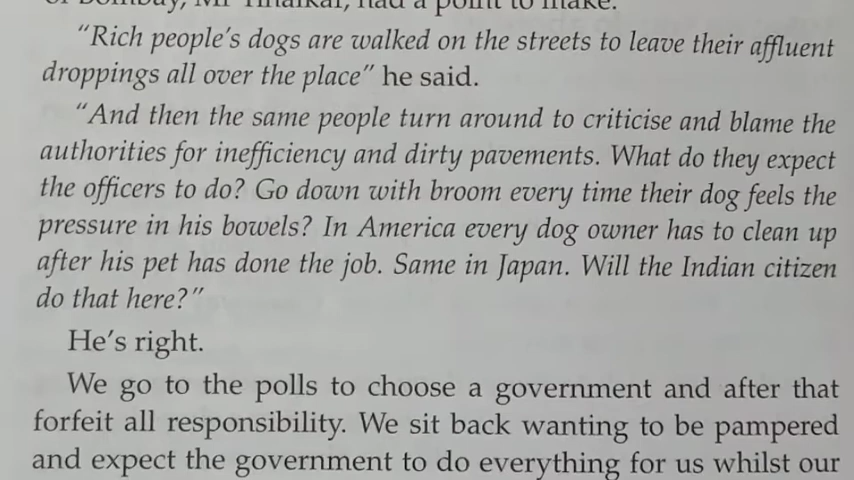 had a point to make.
"Rich people's dogs are walked on the streets to leave their affluent
droppings all over the place" he said.
"And then the same people turn around to criticise and blame the
authorities for inefficiency and dirty pavements. What do they expect
the officers to do? Go down with broom every time their dog feels the
pressure in his bowels? In America every dog owner has to clean up
after his pet has done the job. Same in Japan. Will the Indian citizen
do that here?"
He's right.
We go to the polls to choose a government and after that
forfeit all responsibility. We sit back wanting to be pampered
and expect the government to do everything for us whilst our